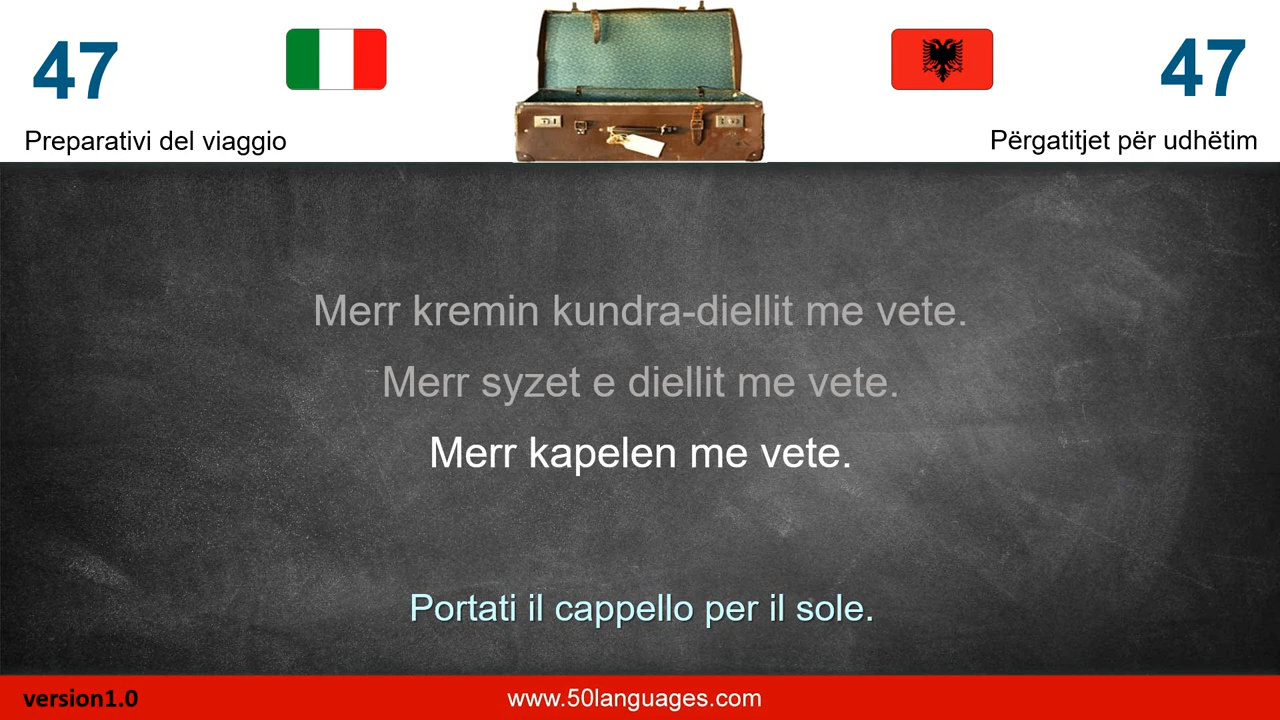 47
47
Preparativi del viaggio
Përgatitjet për udhëtim
Merr kremin kundra-diellit me vete.
Merr syzet e diellit me vete.
Merr kapelen me vete.
Portati il cappello per il sole.
version1.0
www.50languages.com